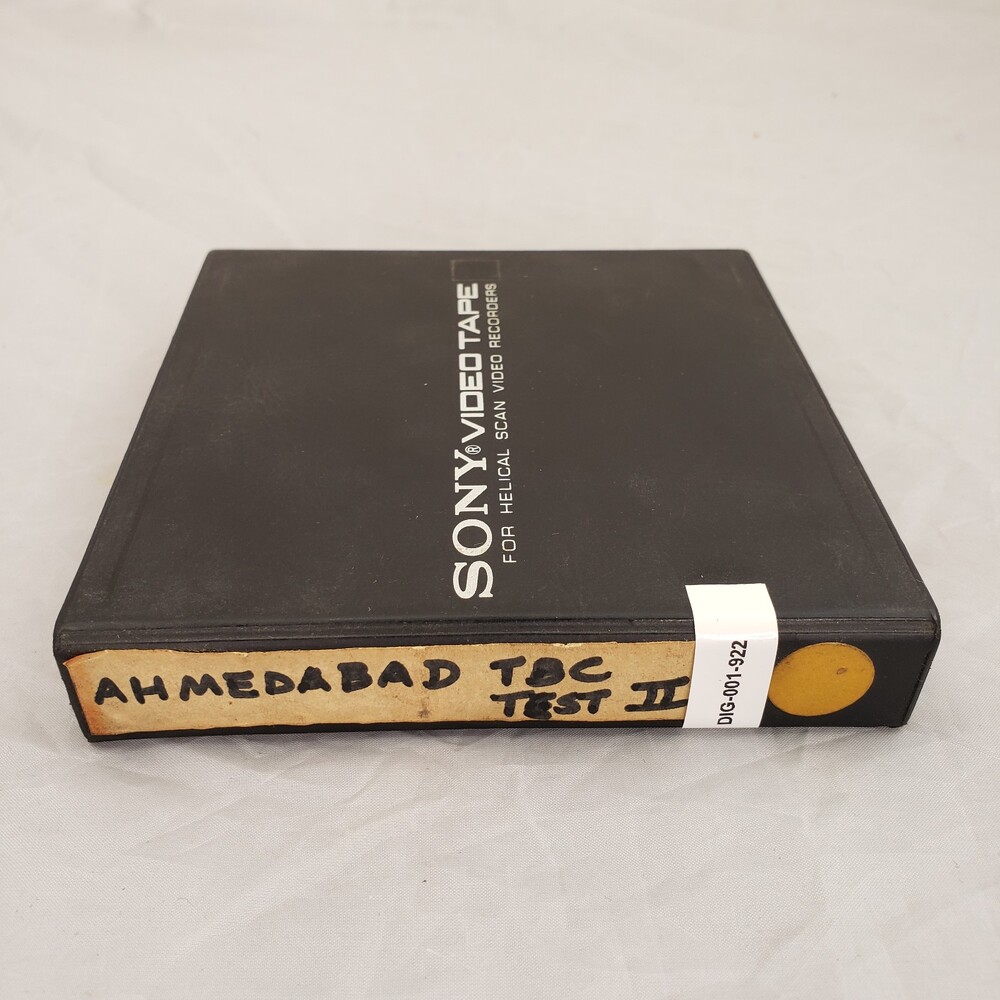 SONY® VIDEOTAPE
FOR HELICAL SCAN VIDEO RECORDERS
AHMEDABAD TBC
TEST II
DIG-001-922